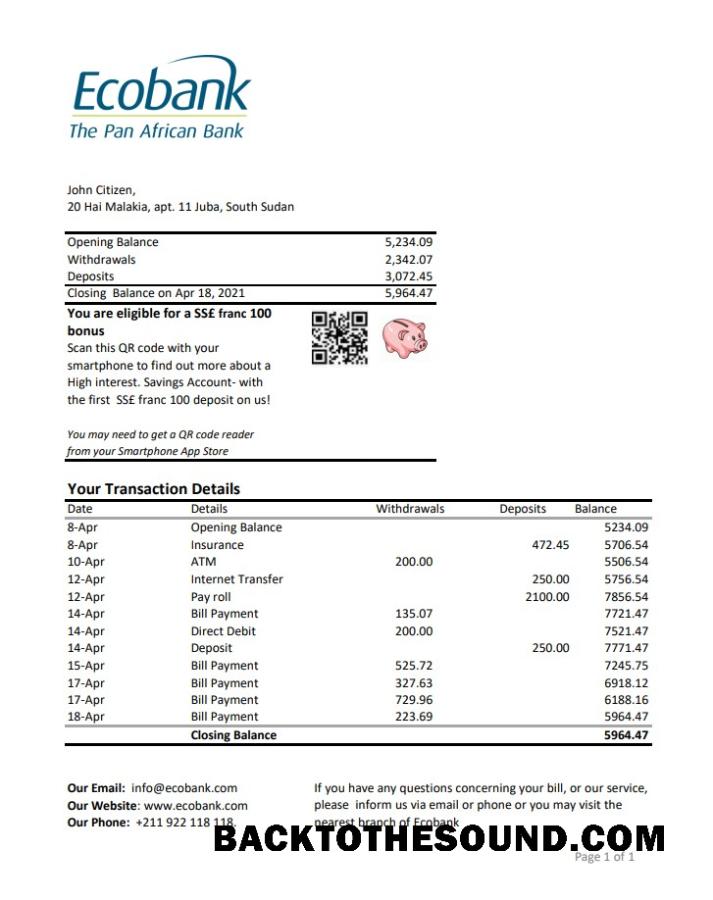 Ecobank
The Pan African Bank
John Citizen,
20 Hai Malakia, apt. 11 Juba, South Sudan
Opening Balance 5,234.09
Withdrawals 2,342.07
Deposits 3,072.45
Closing Balance on Apr 18, 2021 5,964.47
You are eligible for a SS£ franc 100
bonus
Scan this QR code with your
smartphone to find out more about a
High interest. Savings Account- with
the first SS£ franc 100 deposit on us!
You may need to get a QR code reader
from your Smartphone App Store
Your Transaction Details
Date Details Withdrawals Deposits Balance
8-Apr Opening Balance 5234.09
8-Apr Insurance 472.45 5706.54
10-Apr ATM 200.00 5506.54
12-Apr Internet Transfer 250.00 5756.54
12-Apr Pay roll 2100.00 7856.54
14-Apr Bill Payment 135.07 7721.47
14-Apr Direct Debit 200.00 7521.47
14-Apr Deposit 250.00 7771.47
15-Apr Bill Payment 525.72 7245.75
17-Apr Bill Payment 327.63 6918.12
17-Apr Bill Payment 729.96 6188.16
18-Apr Bill Payment 223.69 5964.47
Closing Balance 5964.47
Our Email: info@ecobank.com
Our Website: www.ecobank.com
Our Phone: +211 922 118 118.
If you have any questions concerning your bill, or our service,
please inform us via email or phone or you may visit the
nearest branch of Ecobank
BACKTOTHESOUND.COM
Page 1 of 1